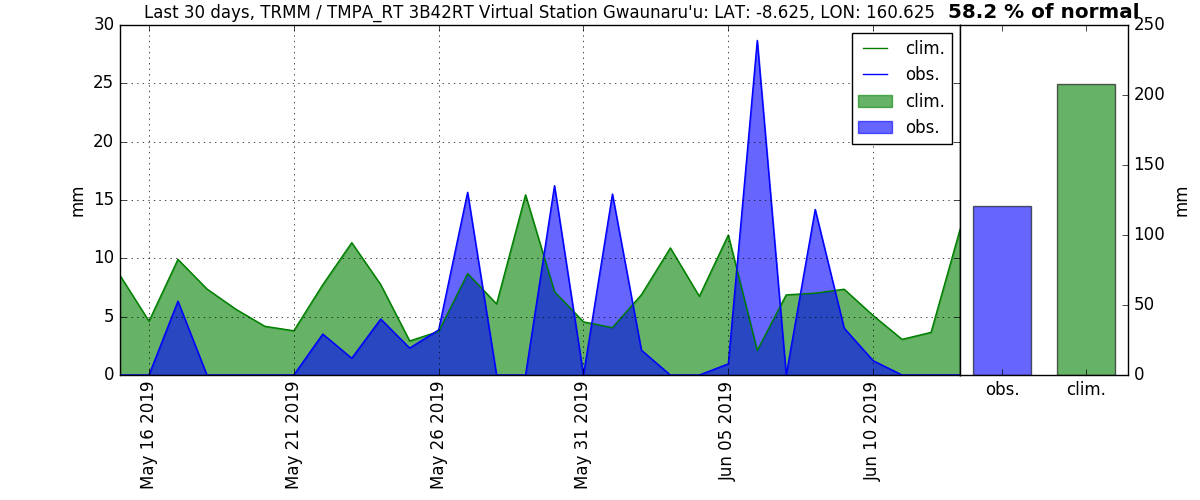 Last 30 days, TRMM / TMPA_RT 3B42RT Virtual Station Gwaunaru'u: LAT: -8.625, LON: 160.625
58.2 % of normal
30
25
20
15
10
5
0
mm
clim.
obs.
clim.
obs.
May 16 2019
May 21 2019
May 26 2019
May 31 2019
Jun 05 2019
Jun 10 2019
250
200
150
100
50
0
mm
obs.
clim.